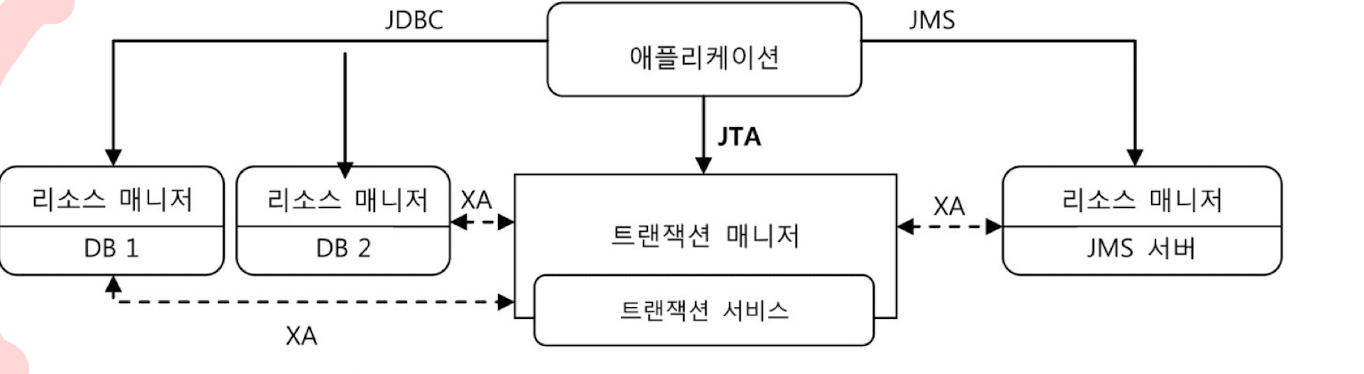 JDBC
애플리케이션
JMS
JTA
리소스 매니저
DB 1
리소스 매니저
DB 2
XA
트랜잭션 매니저
트랜잭션 서비스
XA
리소스 매니저
JMS 서버
XA